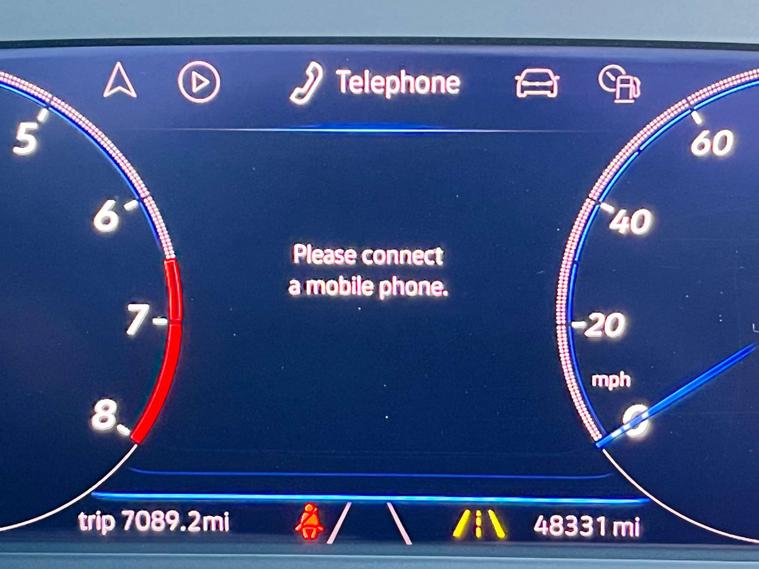 Telephone
5
6
7
8
Please connect
a mobile phone.
60
40
20
mph
0
trip 7089.2mi
48331 mi